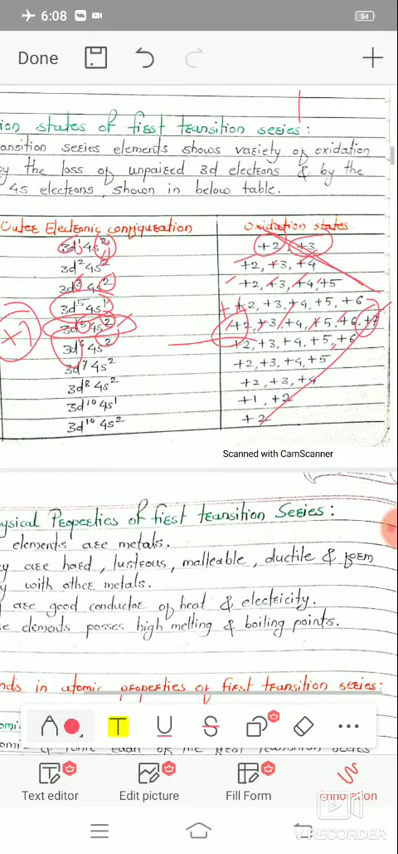 6:08
54
Done
ion states of first transition series:
ansition series elements shows variety of oxidation
by the loss of unpaired 3d electrons & by the
4s electrons, shown in below table.
Outer Electronic configuration Oxidation states
3d¹4s² +2, +3
3d²4s² +2, +3, +4
3d³4s² +2, +3, +4, +5
3d⁵4s¹ +2, +3, +4, +5, +6
+7 3d⁵4s² +2, +3, +4, +5, +6, +7
3d⁶4s² +2, +3, +4, +5, +6
3d⁷4s² +2, +3, +4, +5
3d⁸4s² +2, +3, +4
3d¹⁰4s¹ +1, +2
3d¹⁰4s² +2
Scanned with CamScanner
ysical Properties of first transition Series:
elements are metals.
y are hard, lustrous, malleable, ductile & form
y with other metals.
are good conductor of heat & electricity.
e elements posses high melting & boiling points.
nds in atomic properties of first transition series:
T U S
Text editor Edit picture Fill Form Annotation
V RECORDER